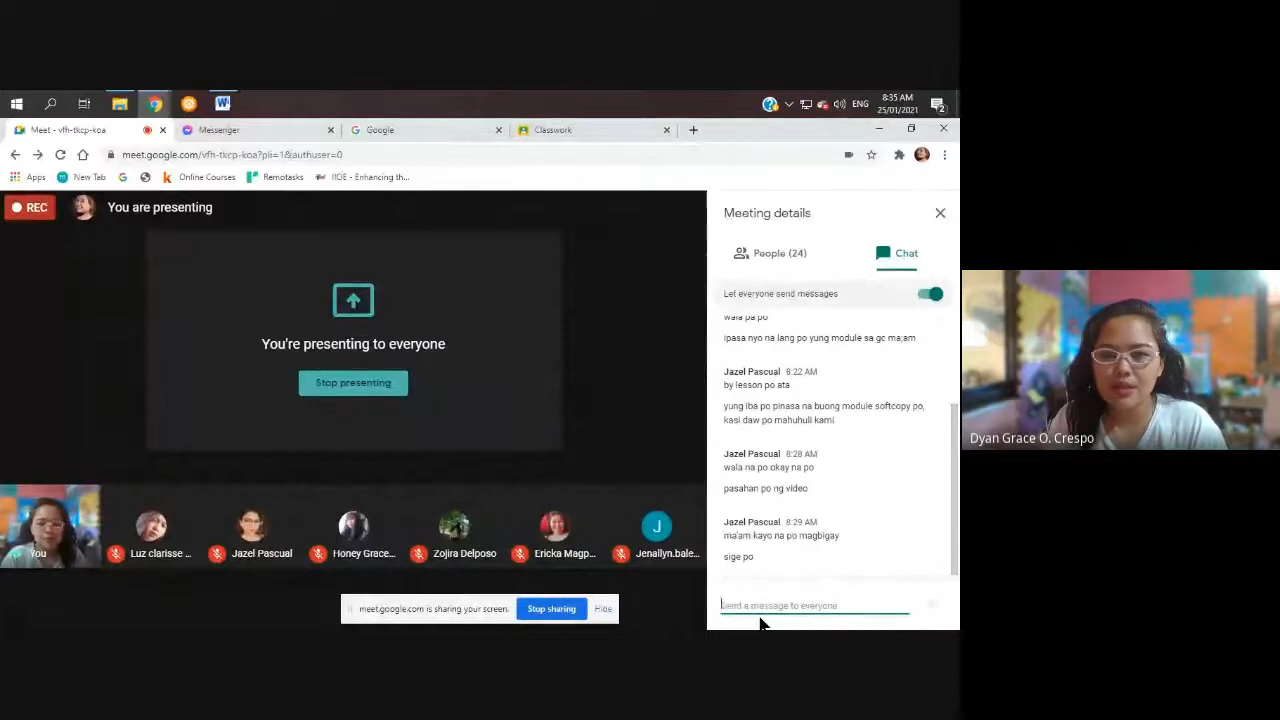 8:35 AM
ENG
25/01/2021
2
Meet - vfh-tkcp-koa
Messenger
Google
Classwork
meet.google.com/vfh-tkcp-koa?pli=1&authuser=0
Apps
New Tab
Online Courses
Remotasks
IIOE - Enhancing th...
REC
You are presenting
Meeting details
People (24)
Chat
Let everyone send messages
wala pa po
ipasa nyo na lang po yung module sa gc ma;am
You're presenting to everyone
Stop presenting
Jazel Pascual 8:22 AM
by lesson po ata
yung iba po pinasa na buong module softcopy po,
kasi daw po mahuhuli kami
Jazel Pascual 8:28 AM
wala na po okay na po
pasahan po ng video
Jazel Pascual 8:29 AM
ma'am kayo na po magbigay
sige po
Send a message to everyone
J
You
Luz clarisse ...
Jazel Pascual
Honey Grace...
Zojira Delposo
Ericka Magp...
Jenallyn.bale...
meet.google.com is sharing your screen.
Stop sharing
Hide
Dyan Grace O. Crespo